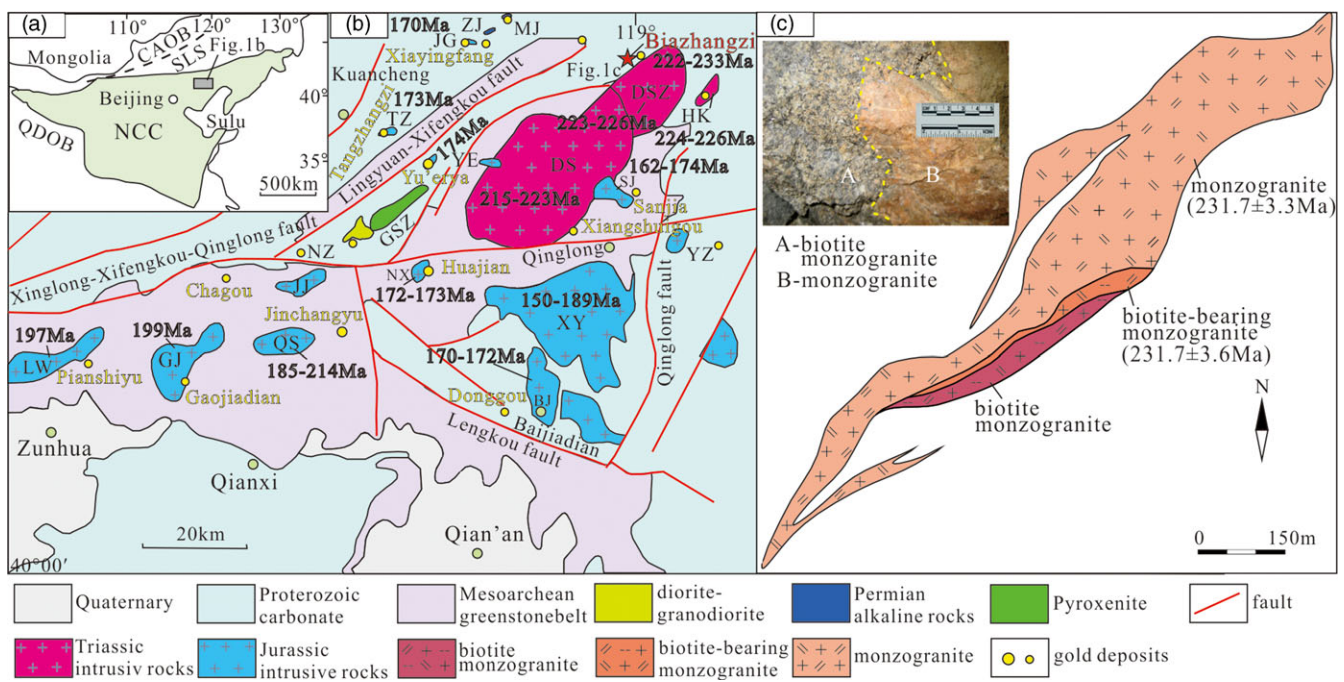 (a)
110°
120°
CAOB
SLS
Fig.1b
Mongolia
40°
Beijing
NCC
Sulu
QDOB
35°
500km
(b)
170Ma
ZJ
MJ
JG
Xiayingfang
119°
Biazhangzi
222-233Ma
Fig.1c
Kuancheng
173Ma
TZ
Tangzhangzi
DSZ
HK
223-226Ma
224-226Ma
Lingyuan-Xifengkou fault
174Ma
YE
Yu'erya
DS
162-174Ma
SJ
Sanjia
215-223Ma
Xiangshuigou
GSZ
NZ
Qinglong
YZ
Xinglong-Xifengkou-Qinglong fault
Chagou
JJ
NX
Huajian
172-173Ma
150-189Ma
XY
Qinglong fault
Jinchangyu
197Ma
199Ma
LW
GJ
QS
Pianshiyu
185-214Ma
Gaojiadian
170-172Ma
BJ
Donggou
Baijiadian
Lengkou fault
Zunhua
Qianxi
Qian'an
20km
40°00′
(c)
A
B
A-biotite
monzogranite
B-monzogranite
monzogranite
(231.7±3.3Ma)
biotite-bearing
monzogranite
(231.7±3.6Ma)
biotite
monzogranite
N
0
150m
Quaternary
Proterozoic
carbonate
Mesoarchean
greenstonebelt
diorite-
granodiorite
Permian
alkaline rocks
Pyroxenite
fault
Triassic
intrusiv rocks
Jurassic
intrusive rocks
biotite
monzogranite
biotite-bearing
monzogranite
monzogranite
gold deposits